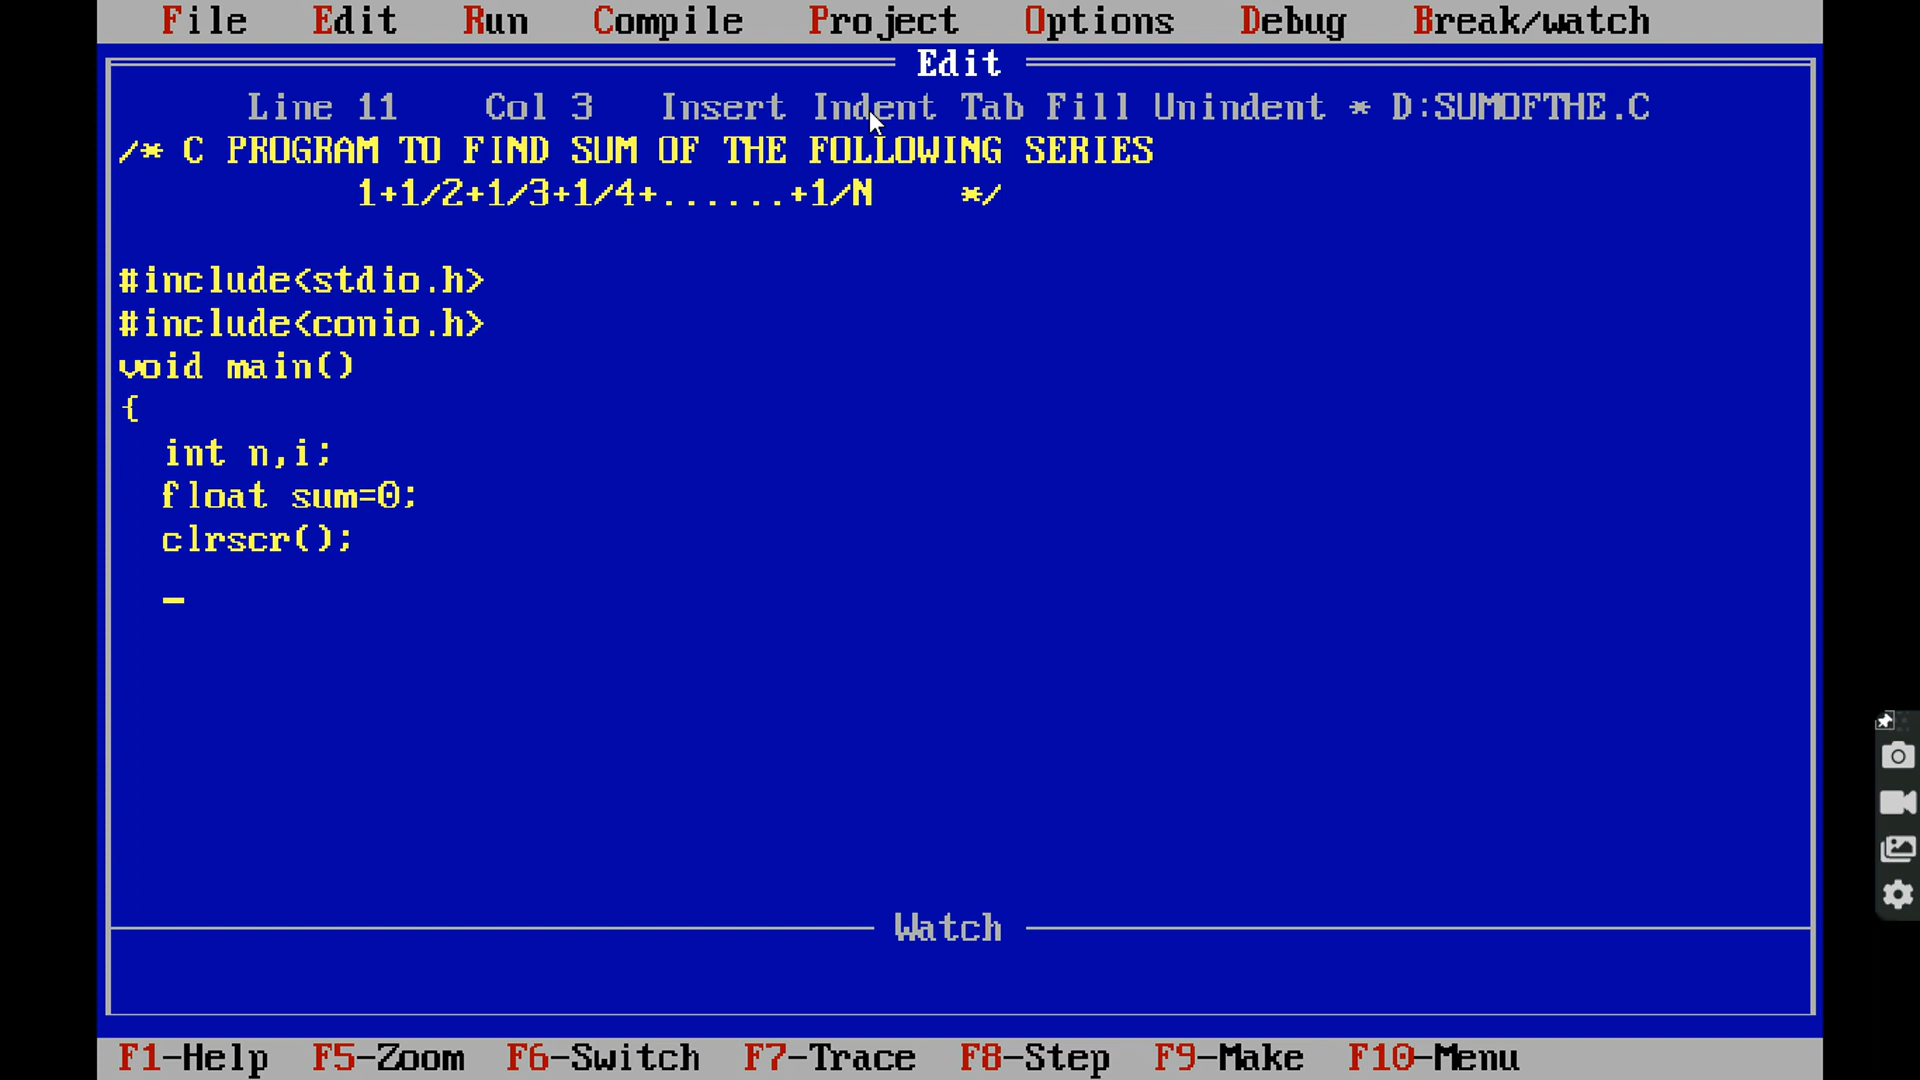 File Edit Run Compile Project Options Debug Break/watch
Edit
Line 11 Col 3 Insert Indent Tab Fill Unindent * D:SUMOFTHE.C
/* C PROGRAM TO FIND SUM OF THE FOLLOWING SERIES
1+1/2+1/3+1/4+......+1/N */
#include<stdio.h>
#include<conio.h>
void main()
{
int n,i;
float sum=0;
clrscr();
Watch
F1-Help F5-Zoom F6-Switch F7-Trace F8-Step F9-Make F10-Menu